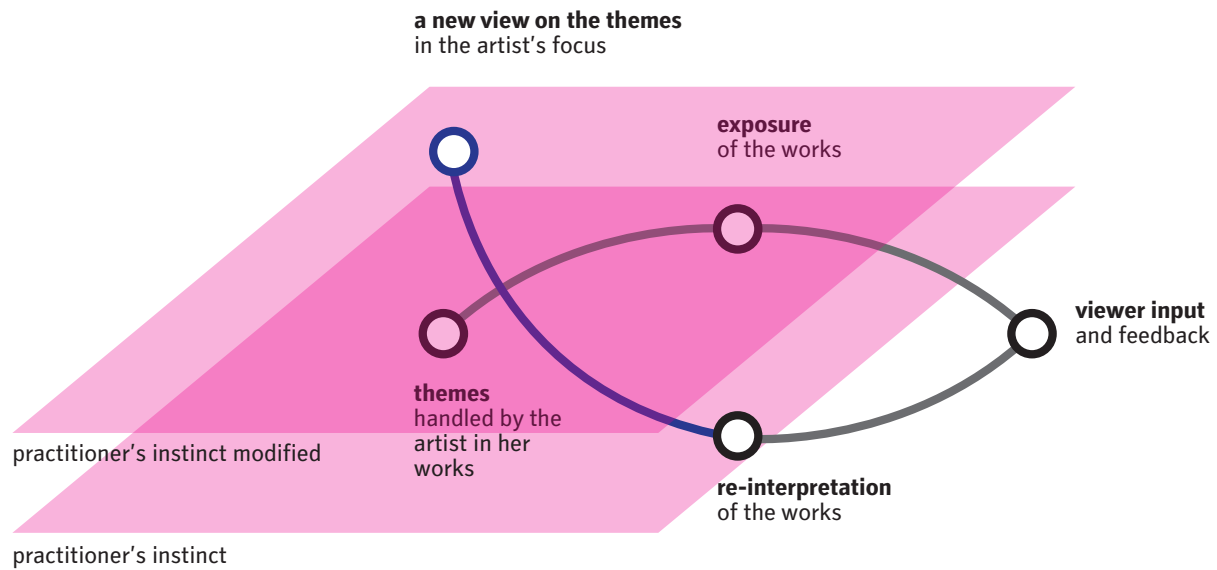 a new view on the themes
in the artist's focus
exposure
of the works
viewer input
and feedback
themes
handled by the
artist in her
works
practitioner's instinct modified
re-interpretation
of the works
practitioner's instinct